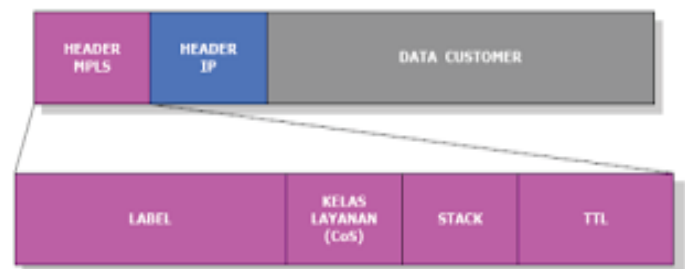 HEADER
MPLS
HEADER
IP
DATA CUSTOMER
LABEL
KELAS
LAYANAN
(CoS)
STACK
TTL